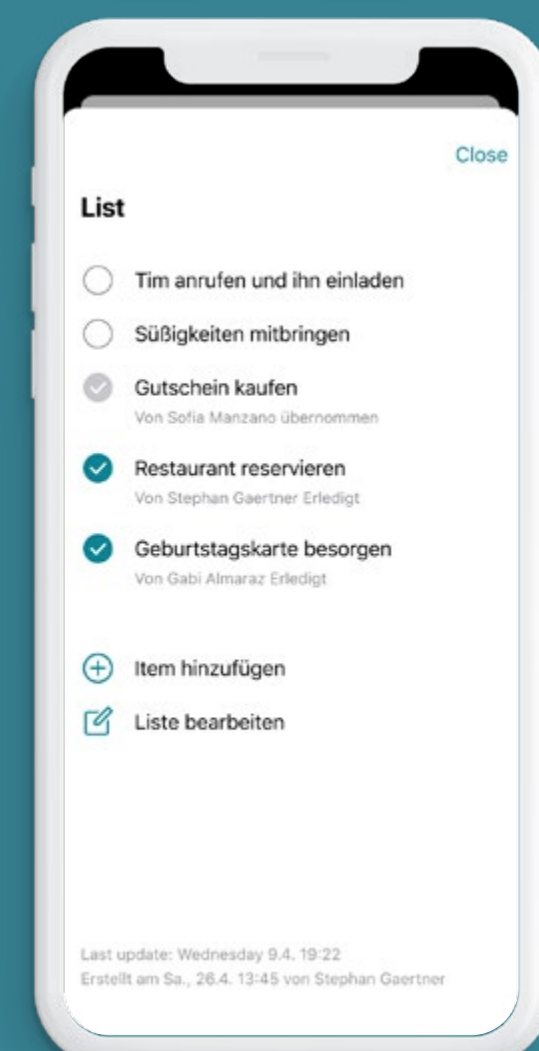 Close
List
Tim anrufen und ihn einladen
Süßigkeiten mitbringen
Gutschein kaufen
Von Sofia Manzano übernommen
Restaurant reservieren
Von Stephan Gaertner Erledigt
Geburtstagskarte besorgen
Von Gabi Almaraz Erledigt
Item hinzufügen
Liste bearbeiten
Last update: Wednesday 9.4. 19:22
Erstellt am Sa., 26.4. 13:45 von Stephan Gaertner